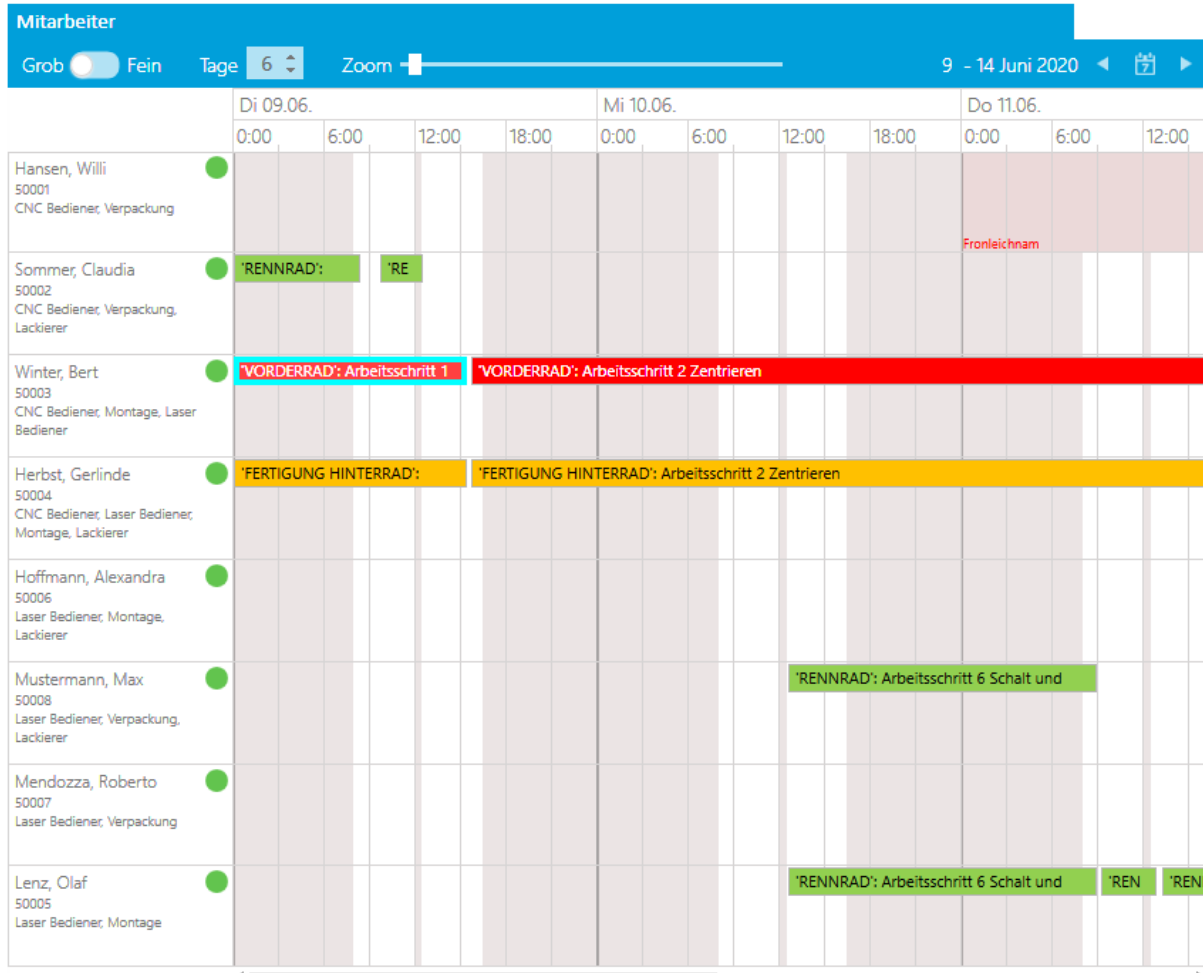 Mitarbeiter
Grob Fein Tage 6 Zoom 9 - 14 Juni 2020 7
Di 09.06. Mi 10.06. Do 11.06.
0:00 6:00 12:00 18:00 0:00 6:00 12:00 18:00 0:00 6:00 12:00
Hansen, Willi
50001
CNC Bediener, Verpackung
Fronleichnam
Sommer, Claudia 'RENNRAD': 'RE
50002
CNC Bediener, Verpackung,
Lackierer
Winter, Bert 'VORDERRAD': Arbeitsschritt 1 'VORDERRAD': Arbeitsschritt 2 Zentrieren
50003
CNC Bediener, Montage, Laser
Bediener
Herbst, Gerlinde 'FERTIGUNG HINTERRAD': 'FERTIGUNG HINTERRAD': Arbeitsschritt 2 Zentrieren
50004
CNC Bediener, Laser Bediener,
Montage, Lackierer
Hoffmann, Alexandra
50006
Laser Bediener, Montage,
Lackierer
Mustermann, Max 'RENNRAD': Arbeitsschritt 6 Schalt und
50008
Laser Bediener, Verpackung,
Lackierer
Mendozza, Roberto
50007
Laser Bediener, Verpackung
Lenz, Olaf 'RENNRAD': Arbeitsschritt 6 Schalt und 'REN 'REN
50005
Laser Bediener, Montage